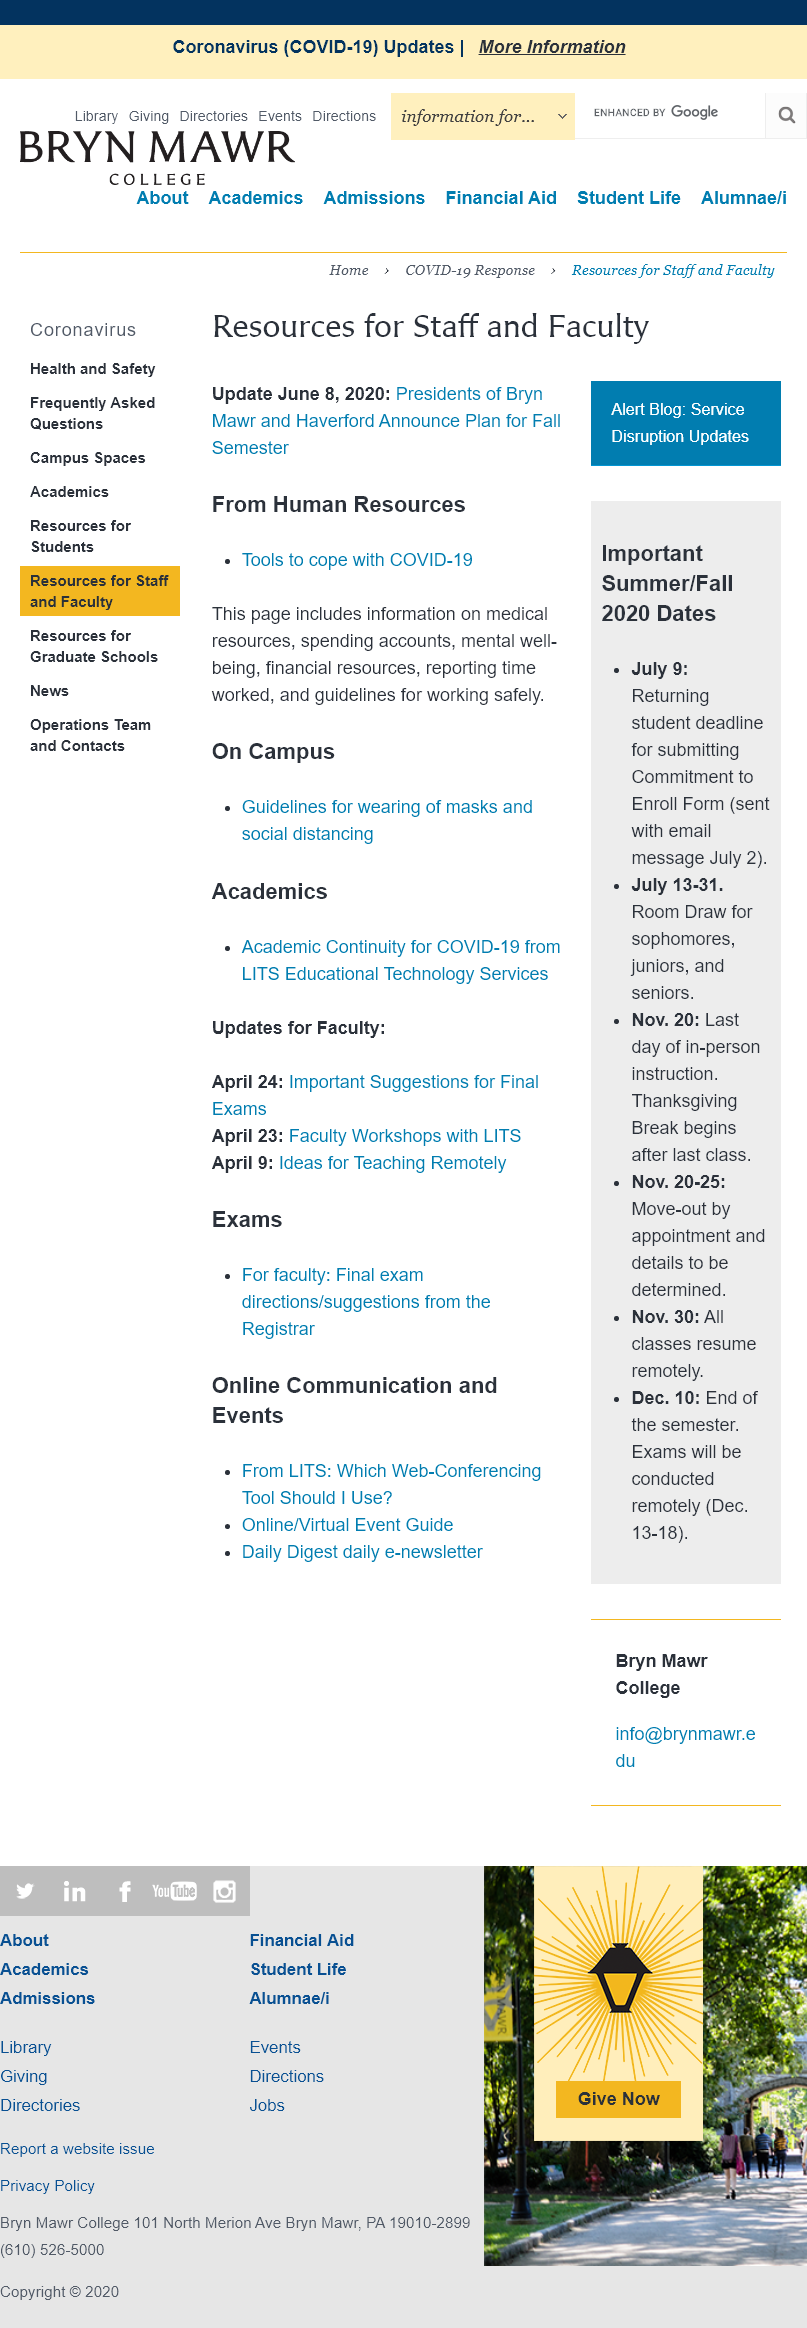 Coronavirus (COVID-19) Updates | More Information
Library Giving Directories Events Directions
information for...
ENHANCED BY Google
BRYN MAWR
COLLEGE
About Academics Admissions Financial Aid Student Life Alumnae/i
Home › COVID-19 Response › Resources for Staff and Faculty
Coronavirus
Health and Safety
Frequently Asked
Questions
Campus Spaces
Academics
Resources for
Students
Resources for Staff
and Faculty
Resources for
Graduate Schools
News
Operations Team
and Contacts
Resources for Staff and Faculty
Update June 8, 2020: Presidents of Bryn
Mawr and Haverford Announce Plan for Fall
Semester
From Human Resources
• Tools to cope with COVID-19
This page includes information on medical
resources, spending accounts, mental well-
being, financial resources, reporting time
worked, and guidelines for working safely.
On Campus
• Guidelines for wearing of masks and
social distancing
Academics
• Academic Continuity for COVID-19 from
LITS Educational Technology Services
Updates for Faculty:
April 24: Important Suggestions for Final
Exams
April 23: Faculty Workshops with LITS
April 9: Ideas for Teaching Remotely
Exams
• For faculty: Final exam
directions/suggestions from the
Registrar
Online Communication and
Events
• From LITS: Which Web-Conferencing
Tool Should I Use?
• Online/Virtual Event Guide
• Daily Digest daily e-newsletter
Alert Blog: Service
Disruption Updates
Important
Summer/Fall
2020 Dates
• July 9:
Returning
student deadline
for submitting
Commitment to
Enroll Form (sent
with email
message July 2).
• July 13-31.
Room Draw for
sophomores,
juniors, and
seniors.
• Nov. 20: Last
day of in-person
instruction.
Thanksgiving
Break begins
after last class.
• Nov. 20-25:
Move-out by
appointment and
details to be
determined.
• Nov. 30: All
classes resume
remotely.
• Dec. 10: End of
the semester.
Exams will be
conducted
remotely (Dec.
13-18).
Bryn Mawr
College
info@brynmawr.e
du
in f YouTube
About
Academics
Admissions
Financial Aid
Student Life
Alumnae/i
Library
Giving
Directories
Events
Directions
Jobs
Report a website issue
Privacy Policy
Bryn Mawr College 101 North Merion Ave Bryn Mawr, PA 19010-2899
(610) 526-5000
Copyright © 2020
Give Now